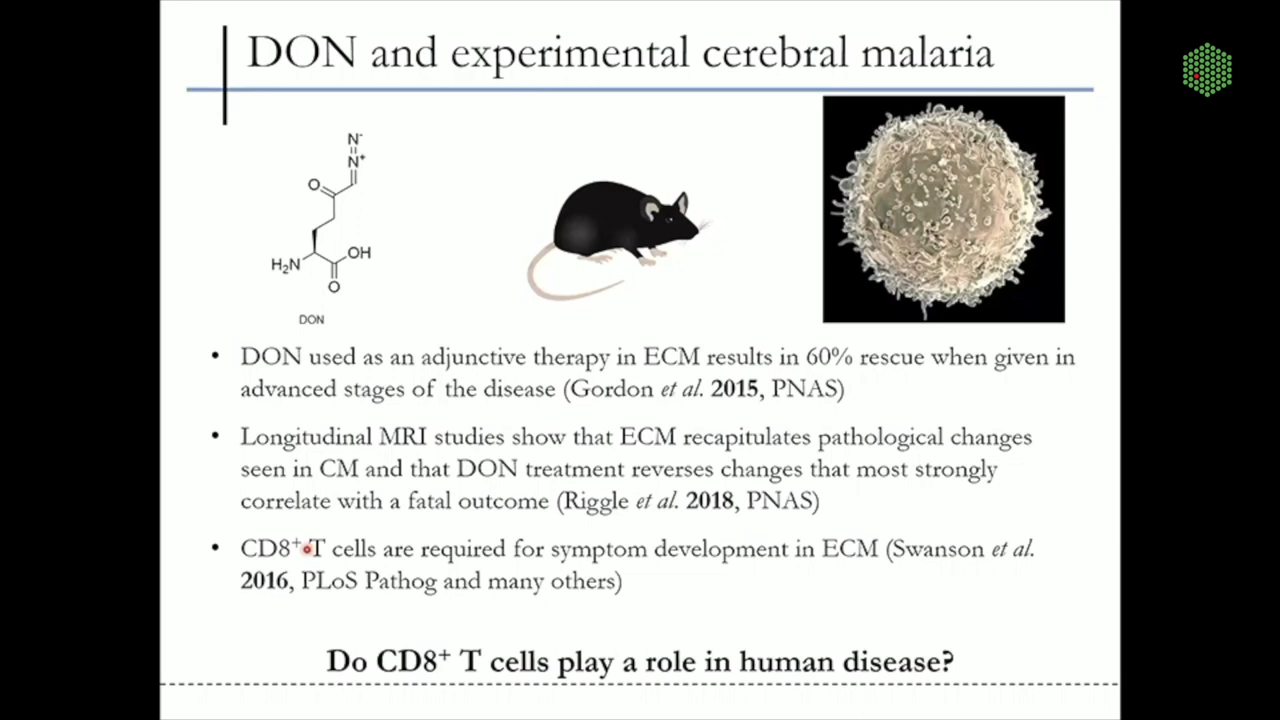 DON and experimental cerebral malaria
N⁻
N⁺
O
OH
H₂N
O
DON
• DON used as an adjunctive therapy in ECM results in 60% rescue when given in
advanced stages of the disease (Gordon et al. 2015, PNAS)
• Longitudinal MRI studies show that ECM recapitulates pathological changes
seen in CM and that DON treatment reverses changes that most strongly
correlate with a fatal outcome (Riggle et al. 2018, PNAS)
• CD8⁺ T cells are required for symptom development in ECM (Swanson et al.
2016, PLoS Pathog and many others)
Do CD8⁺ T cells play a role in human disease?